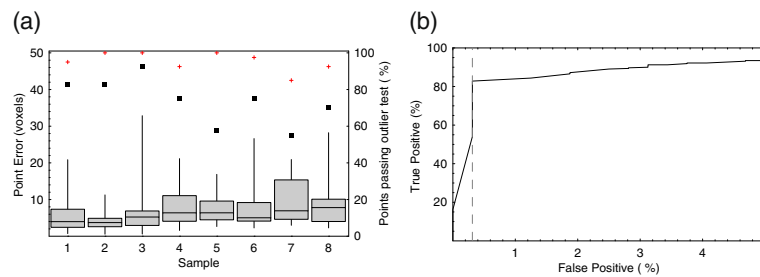 (a)
(b)
50
40
30
20
10
Point Error (voxels)
100
80
60
40
20
0
Points passing outlier test ( %)
1 2 3 4 5 6 7 8
Sample
100
80
60
40
20
True Positive (%)
1 2 3 4
False Positive ( %)